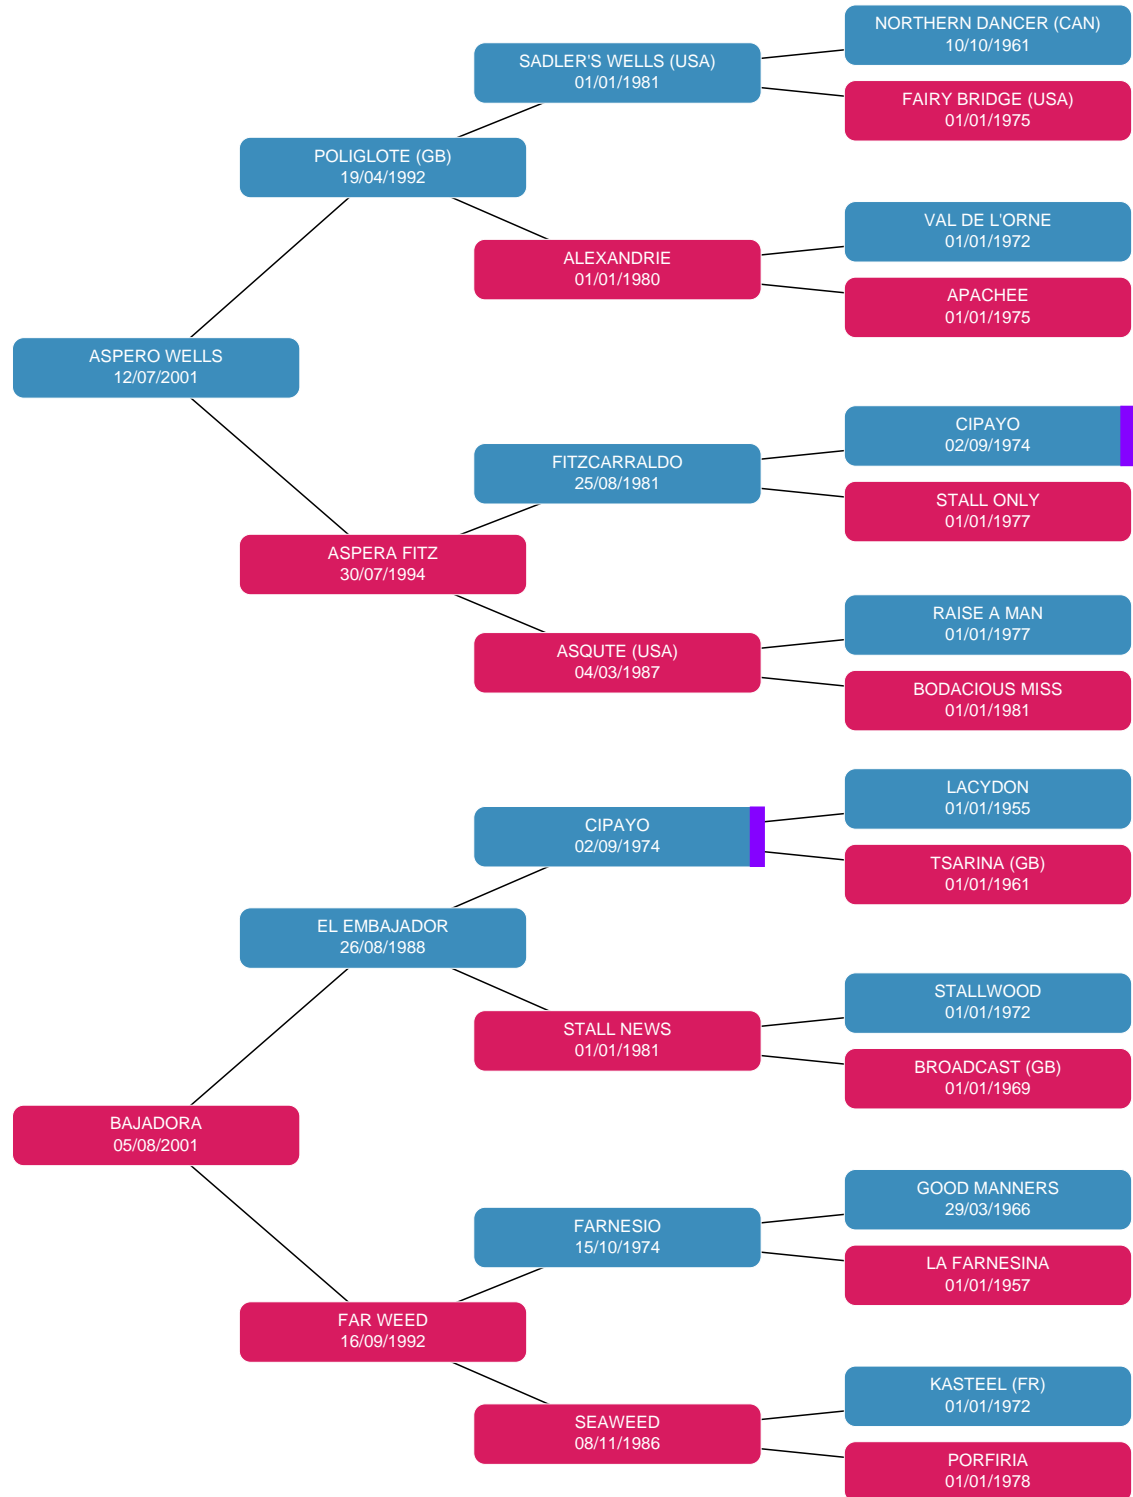 NORTHERN DANCER (CAN)
10/10/1961
SADLER'S WELLS (USA)
01/01/1981
FAIRY BRIDGE (USA)
01/01/1975
POLIGLOTE (GB)
19/04/1992
VAL DE L'ORNE
01/01/1972
ALEXANDRIE
01/01/1980
APACHEE
01/01/1975
ASPERO WELLS
12/07/2001
CIPAYO
02/09/1974
FITZCARRALDO
25/08/1981
STALL ONLY
01/01/1977
ASPERA FITZ
30/07/1994
RAISE A MAN
01/01/1977
ASQUTE (USA)
04/03/1987
BODACIOUS MISS
01/01/1981
LACYDON
01/01/1955
CIPAYO
02/09/1974
TSARINA (GB)
01/01/1961
EL EMBAJADOR
26/08/1988
STALLWOOD
01/01/1972
STALL NEWS
01/01/1981
BROADCAST (GB)
01/01/1969
BAJADORA
05/08/2001
GOOD MANNERS
29/03/1966
FARNESIO
15/10/1974
LA FARNESINA
01/01/1957
FAR WEED
16/09/1992
KASTEEL (FR)
01/01/1972
SEAWEED
08/11/1986
PORFIRIA
01/01/1978